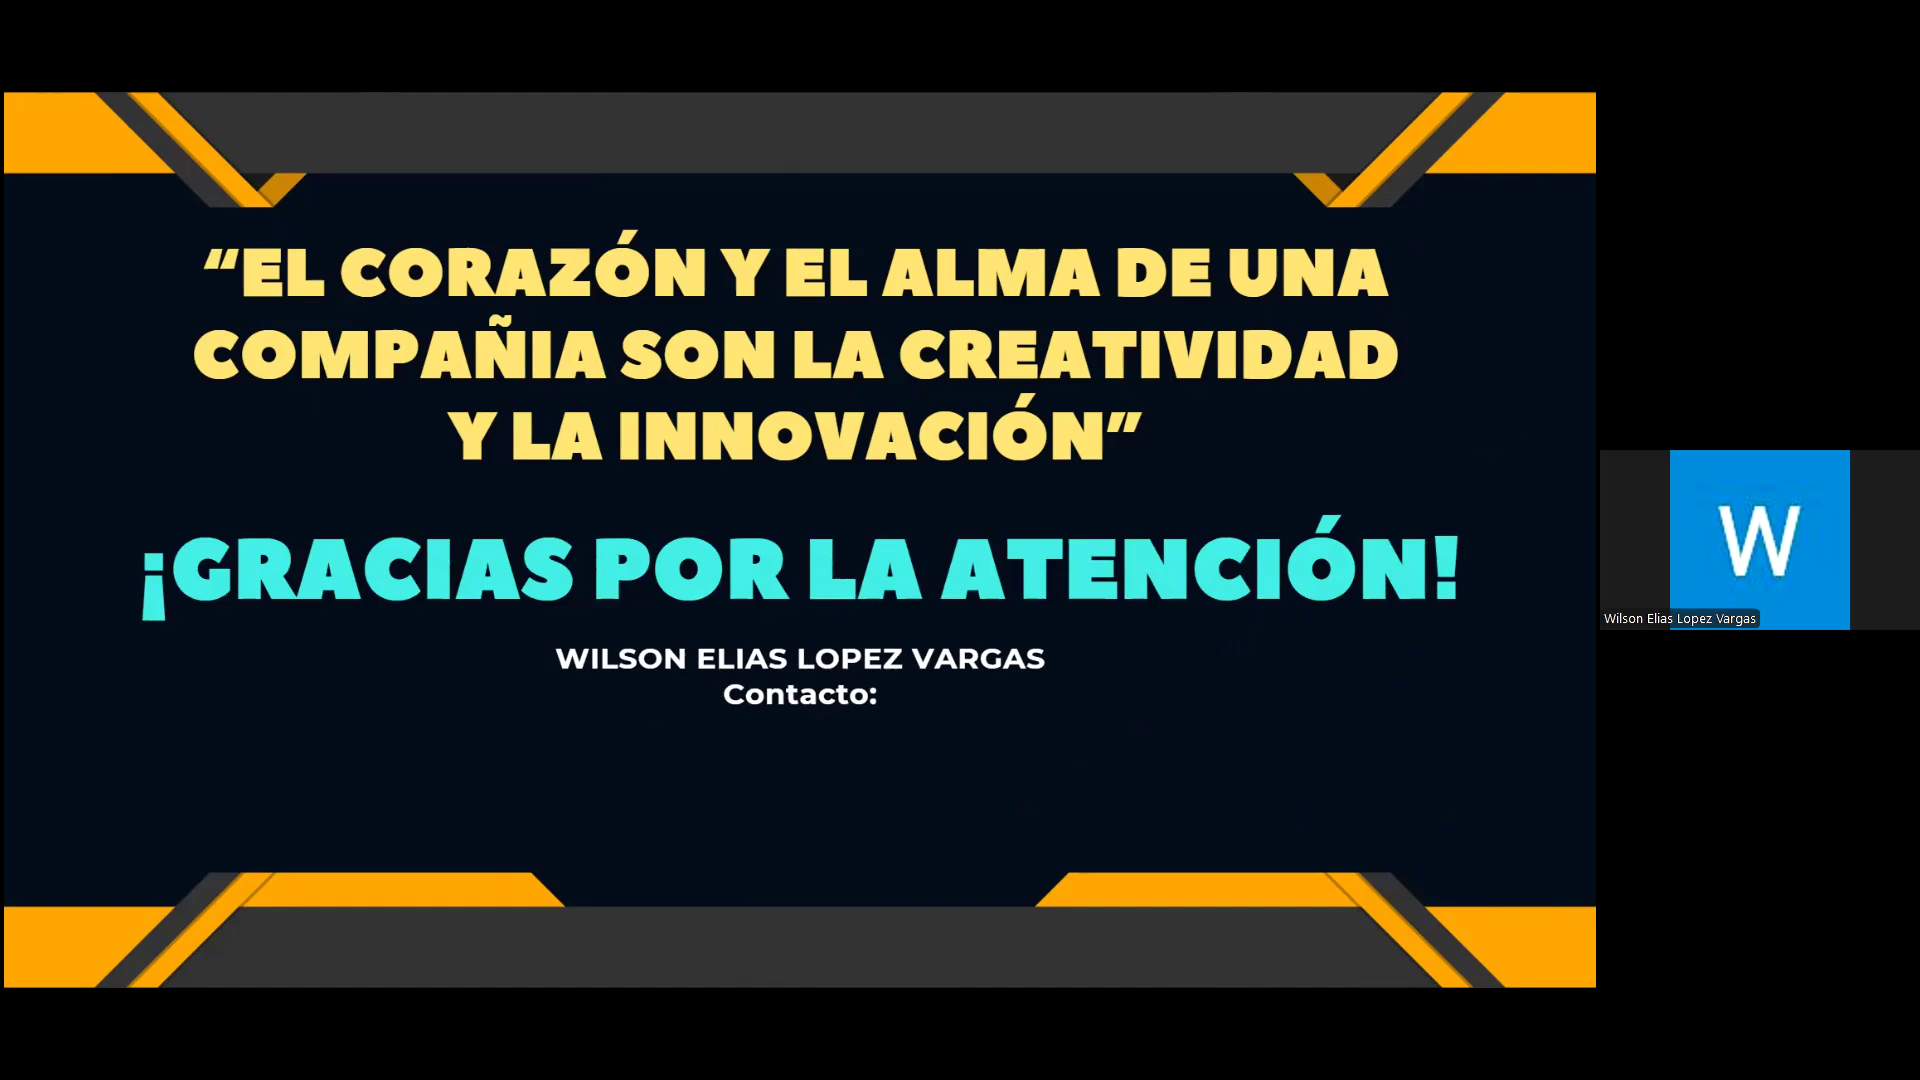 “EL CORAZÓN Y EL ALMA DE UNA
COMPAÑIA SON LA CREATIVIDAD
Y LA INNOVACIÓN”
¡GRACIAS POR LA ATENCIÓN!
WILSON ELIAS LOPEZ VARGAS
Contacto:
W
Wilson Elias Lopez Vargas